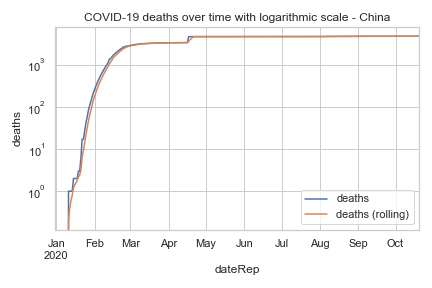 COVID-19 deaths over time with logarithmic scale - China
deaths
10³
10²
10¹
10⁰
Jan Feb Mar Apr May Jun Jul Aug Sep Oct
2020
dateRep
deaths
deaths (rolling)